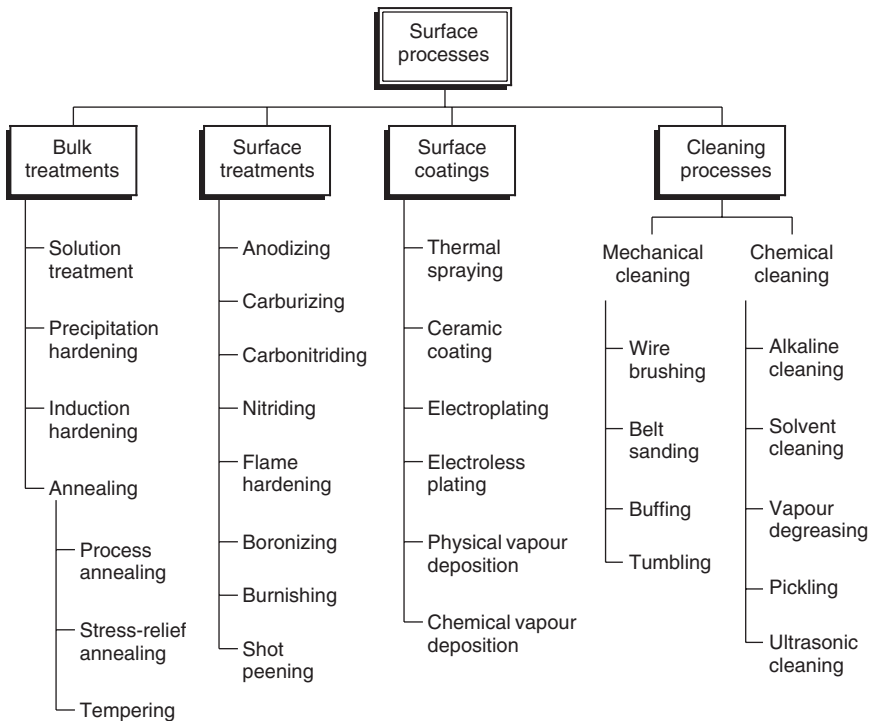 Surface
processes
Bulk
treatments
Surface
treatments
Surface
coatings
Cleaning
processes
Solution
treatment
Precipitation
hardening
Induction
hardening
Annealing
Process
annealing
Stress-relief
annealing
Tempering
Anodizing
Carburizing
Carbonitriding
Nitriding
Flame
hardening
Boronizing
Burnishing
Shot
peening
Thermal
spraying
Ceramic
coating
Electroplating
Electroless
plating
Physical vapour
deposition
Chemical vapour
deposition
Mechanical
cleaning
Wire
brushing
Belt
sanding
Buffing
Tumbling
Chemical
cleaning
Alkaline
cleaning
Solvent
cleaning
Vapour
degreasing
Pickling
Ultrasonic
cleaning